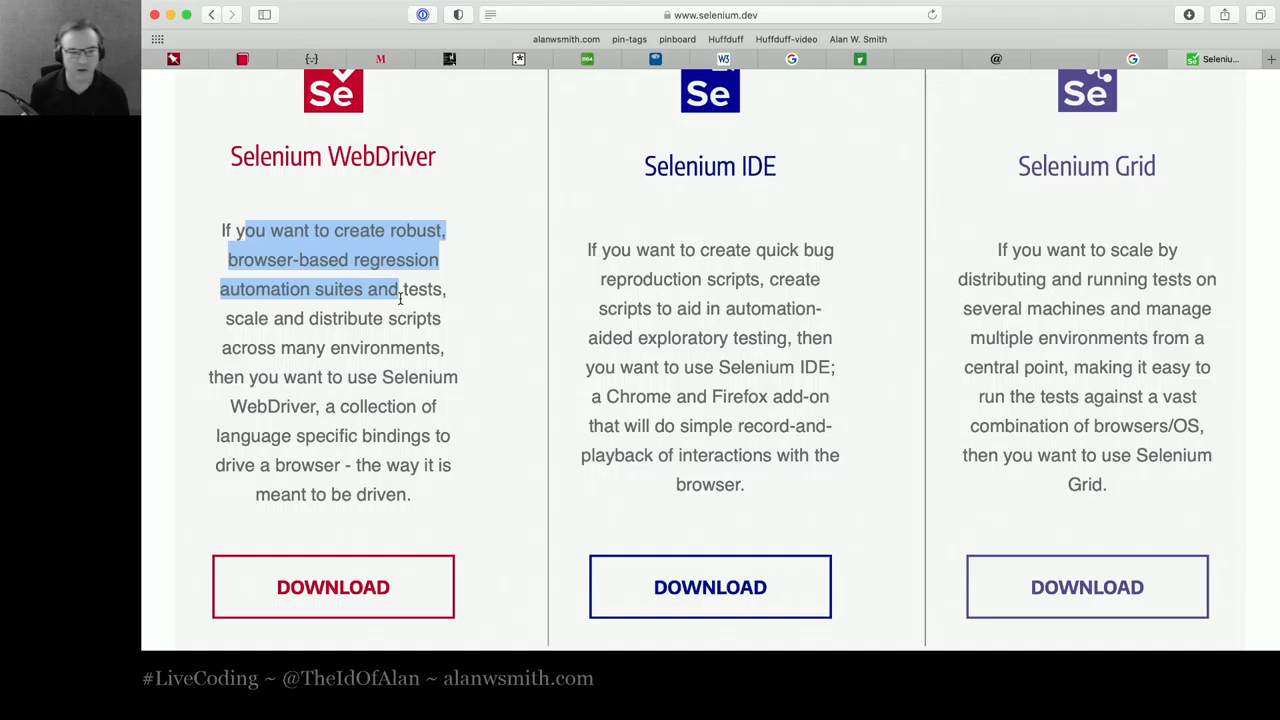 www.selenium.dev
alanwsmith.com pin-tags pinboard Huffduff Huffduff-video Alan W. Smith
{··} M .* W3 G @ G Seleniu...
Se
Selenium WebDriver
If you want to create robust,
browser-based regression
automation suites and tests,
scale and distribute scripts
across many environments,
then you want to use Selenium
WebDriver, a collection of
language specific bindings to
drive a browser - the way it is
meant to be driven.
DOWNLOAD
Se
Selenium IDE
If you want to create quick bug
reproduction scripts, create
scripts to aid in automation-
aided exploratory testing, then
you want to use Selenium IDE;
a Chrome and Firefox add-on
that will do simple record-and-
playback of interactions with the
browser.
DOWNLOAD
Se
Selenium Grid
If you want to scale by
distributing and running tests on
several machines and manage
multiple environments from a
central point, making it easy to
run the tests against a vast
combination of browsers/OS,
then you want to use Selenium
Grid.
DOWNLOAD
#LiveCoding ~ @TheIdOfAlan ~ alanwsmith.com